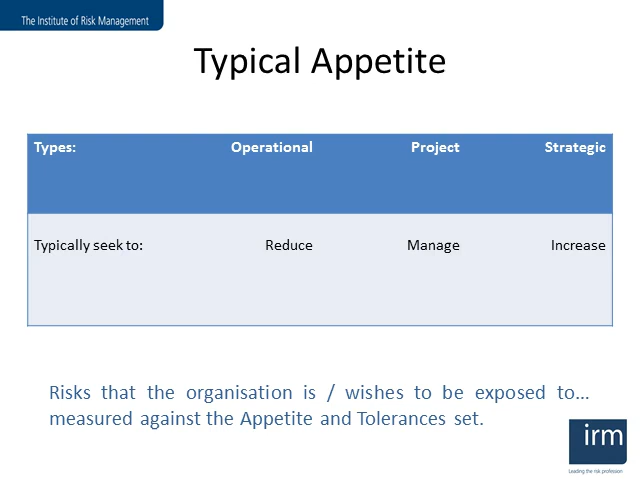 The Institute of Risk Management
Typical Appetite
Types: Operational Project Strategic
Typically seek to: Reduce Manage Increase
Risks that the organisation is / wishes to be exposed to...
measured against the Appetite and Tolerances set.
irm
Leading the risk profession